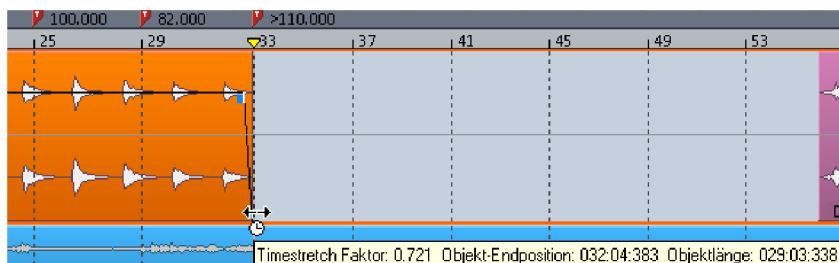 100.000 82.000 >110.000
25 29 33 37 41 45 49 53
Timestretch Faktor: 0.721 Objekt-Endposition: 032:04:383 Objektlänge: 029:03:338